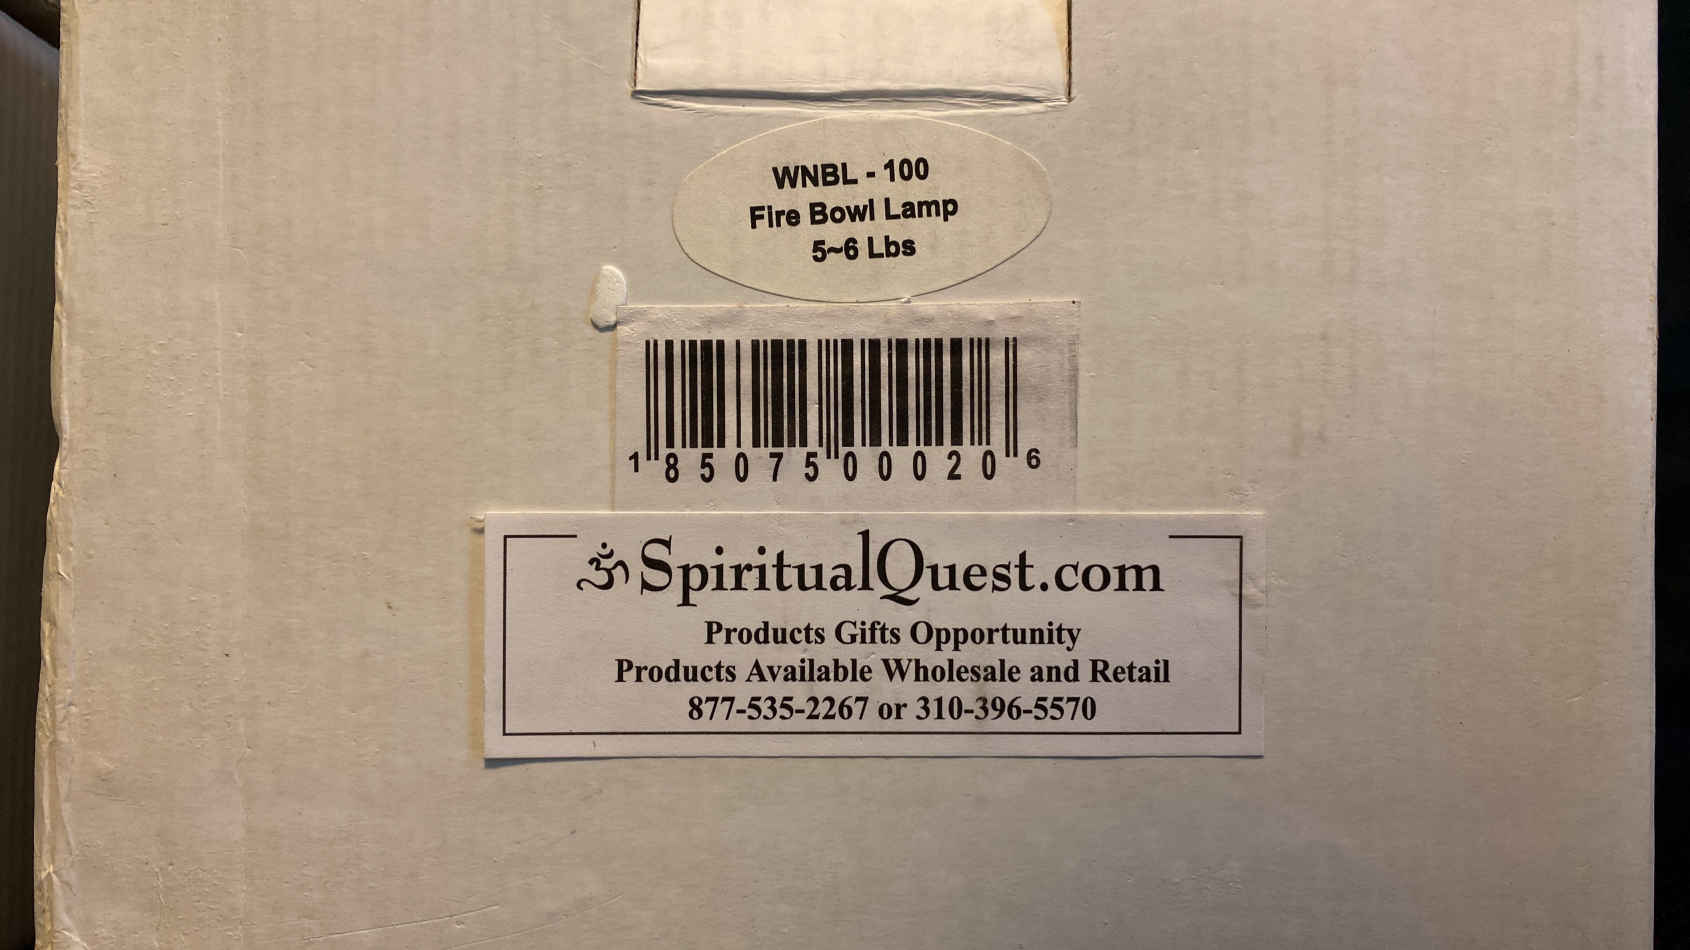 WNBL - 100
Fire Bowl Lamp
5~6 Lbs
1 85075 00020 6
ॐ SpiritualQuest.com
Products Gifts Opportunity
Products Available Wholesale and Retail
877-535-2267 or 310-396-5570